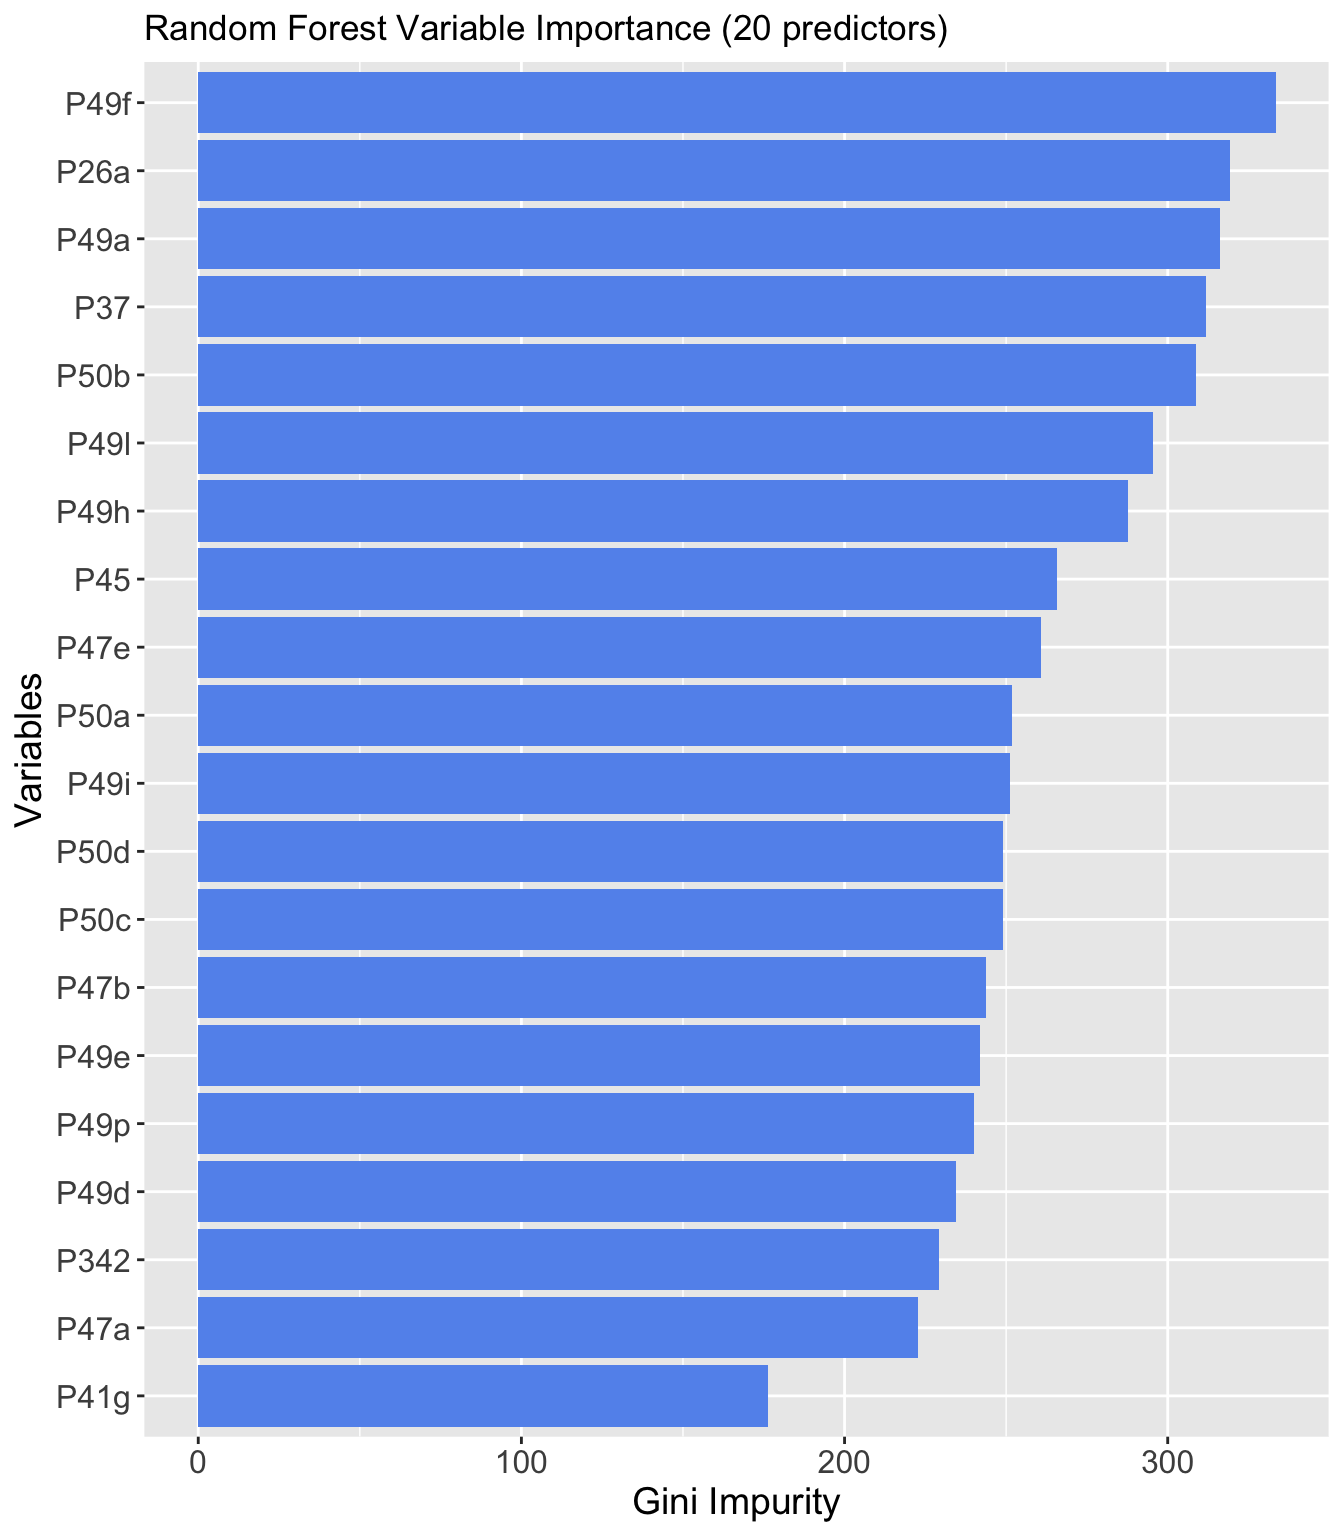 Random Forest Variable Importance (20 predictors)
P49f
P26a
P49a
P37
P50b
P49l
P49h
P45
P47e
P50a
P49i
P50d
P50c
P47b
P49e
P49p
P49d
P342
P47a
P41g
Variables
0 100 200 300
Gini Impurity